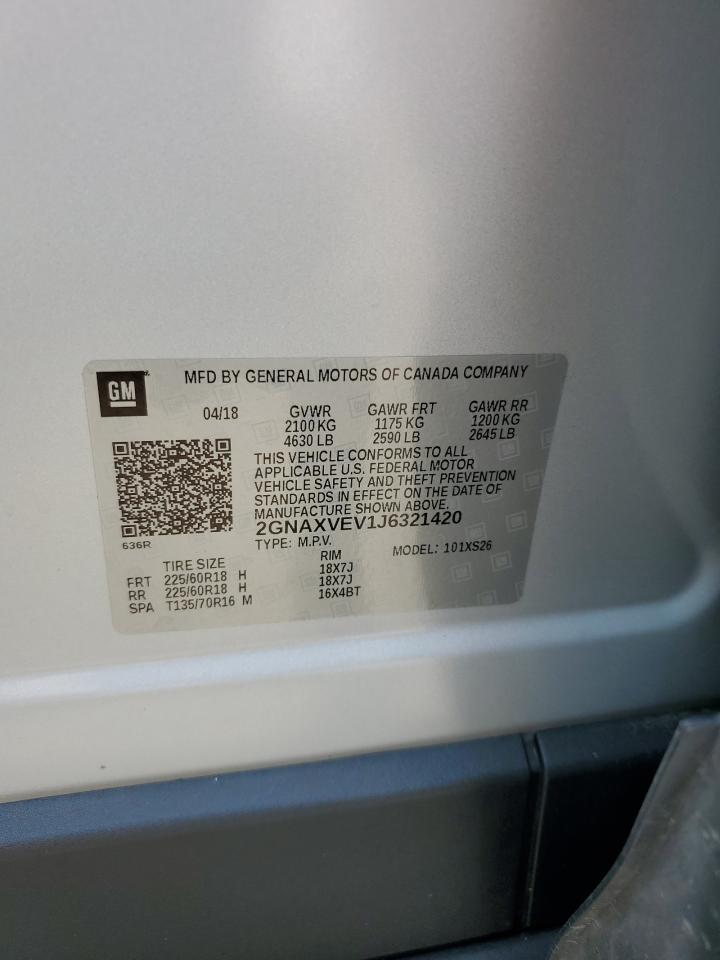 GM
MFD BY GENERAL MOTORS OF CANADA COMPANY
04/18 GVWR GAWR FRT GAWR RR
2100 KG 1175 KG 1200 KG
4630 LB 2590 LB 2645 LB
THIS VEHICLE CONFORMS TO ALL
APPLICABLE U.S. FEDERAL MOTOR
VEHICLE SAFETY AND THEFT PREVENTION
STANDARDS IN EFFECT ON THE DATE OF
MANUFACTURE SHOWN ABOVE.
2GNAXVEV1J6321420
636R
TYPE: M.P.V. MODEL: 101XS26
TIRE SIZE RIM
FRT 225/60R18 H 18X7J
RR 225/60R18 H 18X7J
SPA T135/70R16 M 16X4BT